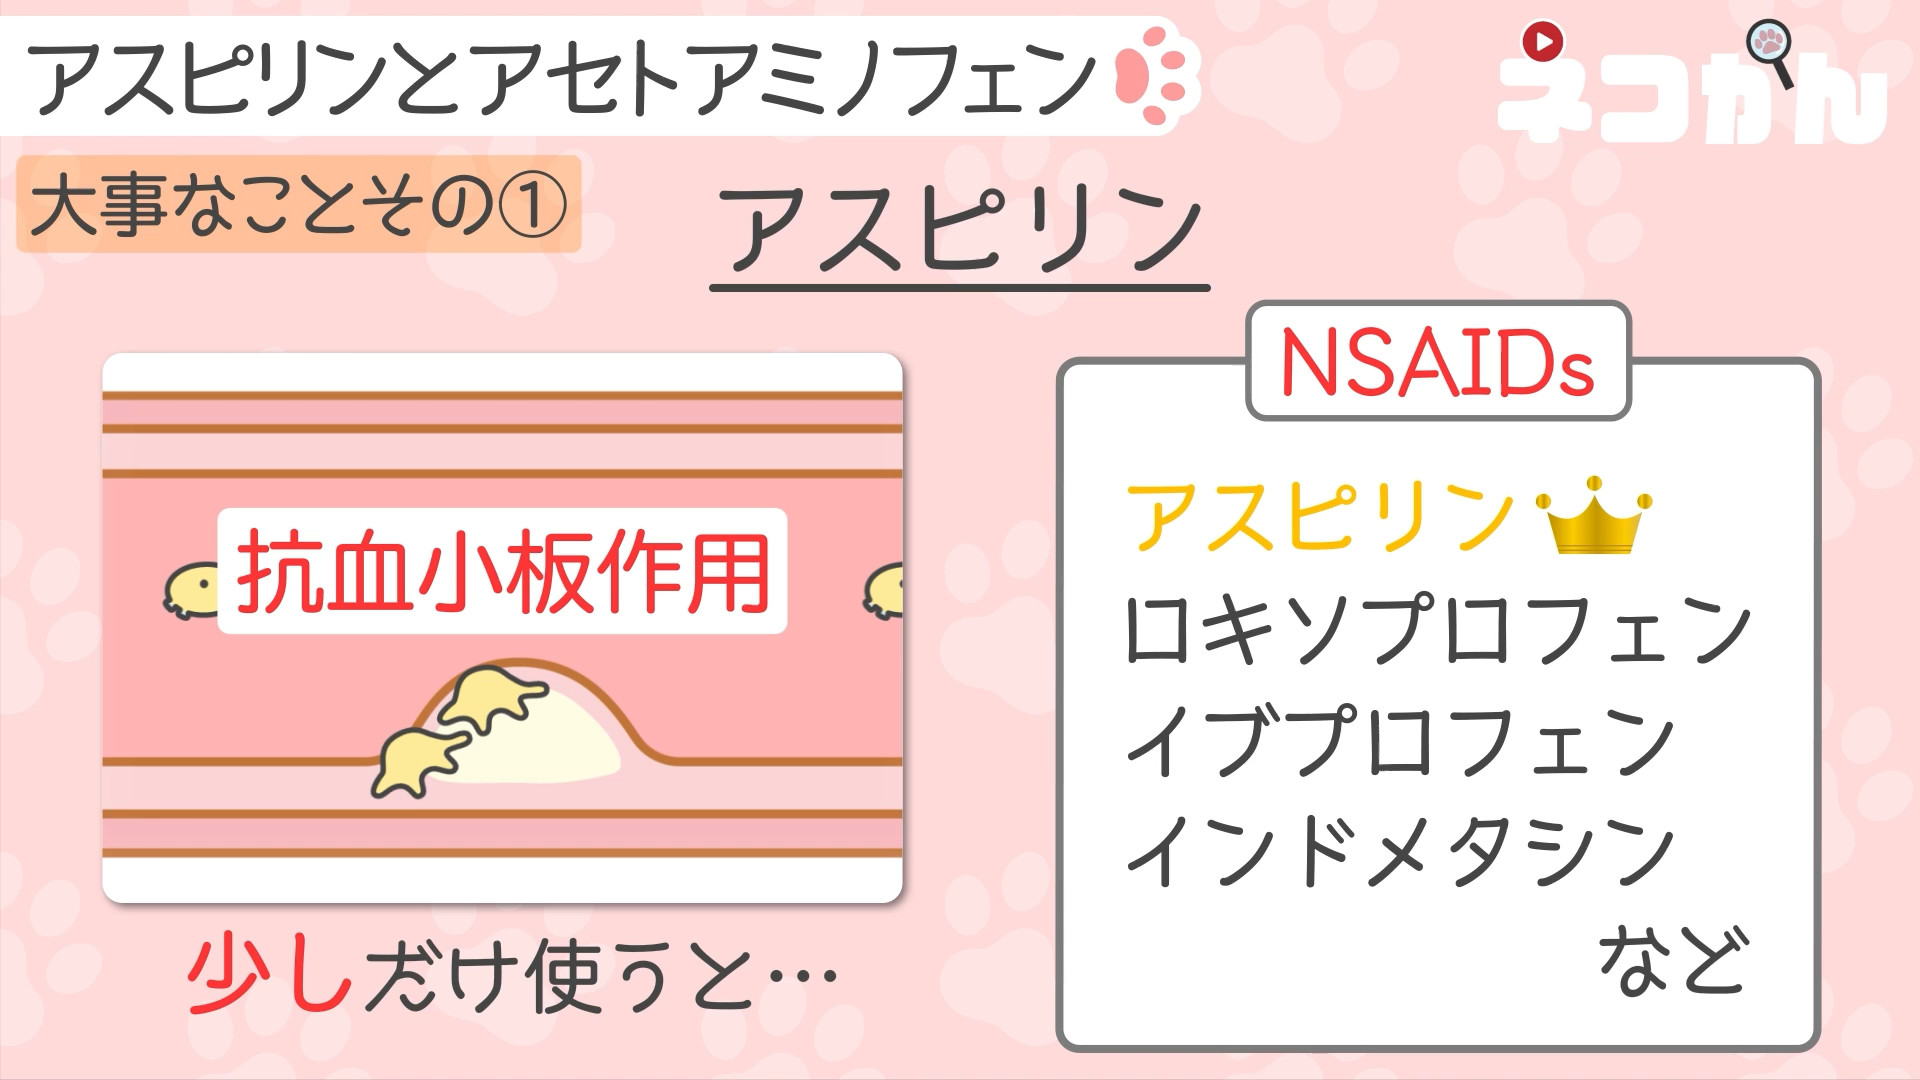 アスピリンとアセトアミノフェン
ネコかん
大事なことその①
アスピリン
抗血小板作用
少しだけ使うと…
NSAIDs
アスピリン
ロキソプロフェン
イブプロフェン
インドメタシン
など